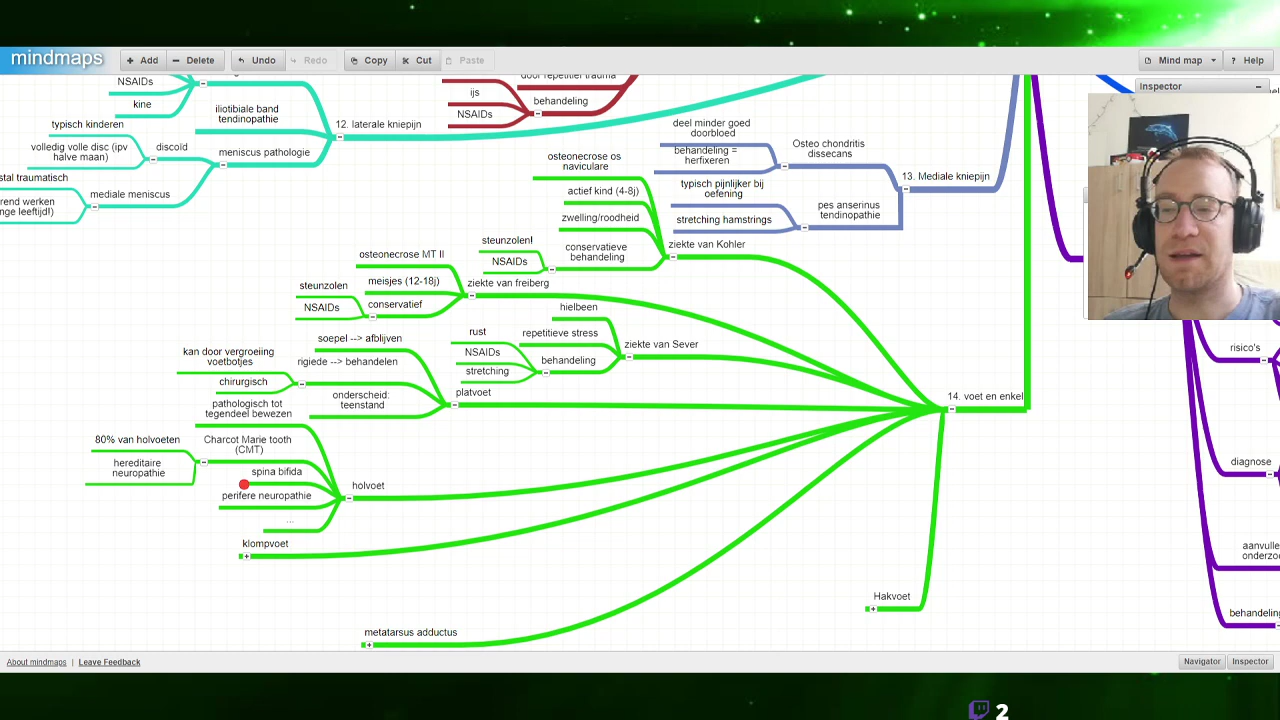 mindmaps
Add
Delete
Undo
Redo
Copy
Cut
Paste
Mind map
Help
Inspector
NSAIDs
kine
iliotibiale band
tendinopathie
12. laterale kniepijn
typisch kinderen
volledig volle disc (ipv
halve maan)
discoid
meniscus pathologie
mediale meniscus
stal traumatisch
rend werken
nge leeftijd!)
door repetitief trauma
ijs
NSAIDs
behandeling
deel minder goed
doorbloed
behandeling =
herfixeren
Osteo chondritis
dissecans
13. Mediale kniepijn
typisch pijnlijker bij
oefening
stretching hamstrings
pes anserinus
tendinopathie
osteonecrose os
naviculare
actief kind (4-8j)
zwelling/roodheid
steunzolen!
NSAIDs
conservatieve
behandeling
ziekte van Kohler
osteonecrose MT II
meisjes (12-18j)
steunzolen
NSAIDs
conservatief
ziekte van freiberg
hielbeen
repetitieve stress
rust
NSAIDs
stretching
behandeling
ziekte van Sever
soepel --> afblijven
rigiede --> behandelen
kan door vergroeiing
voetbotjes
chirurgisch
onderscheid:
teenstand
platvoet
14. voet en enkel
pathologisch tot
tegendeel bewezen
80% van holvoeten
hereditaire
neuropathie
Charcot Marie tooth
(CMT)
spina bifida
perifere neuropathie
...
holvoet
klompvoet
metatarsus adductus
Hakvoet
risico's
diagnose
aanvulle
onderzo
behandeling
About mindmaps | Leave Feedback
Navigator
Inspector
2